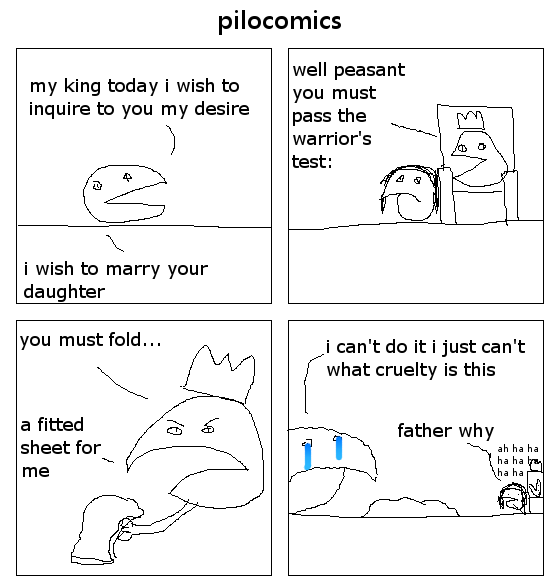 pilocomics
my king today i wish to
inquire to you my desire
i wish to marry your
daughter
well peasant
you must
pass the
warrior's
test:
you must fold...
a fitted
sheet for
me
i can't do it i just can't
what cruelty is this
father why
ah ha ha
ha ha ha
ha ha